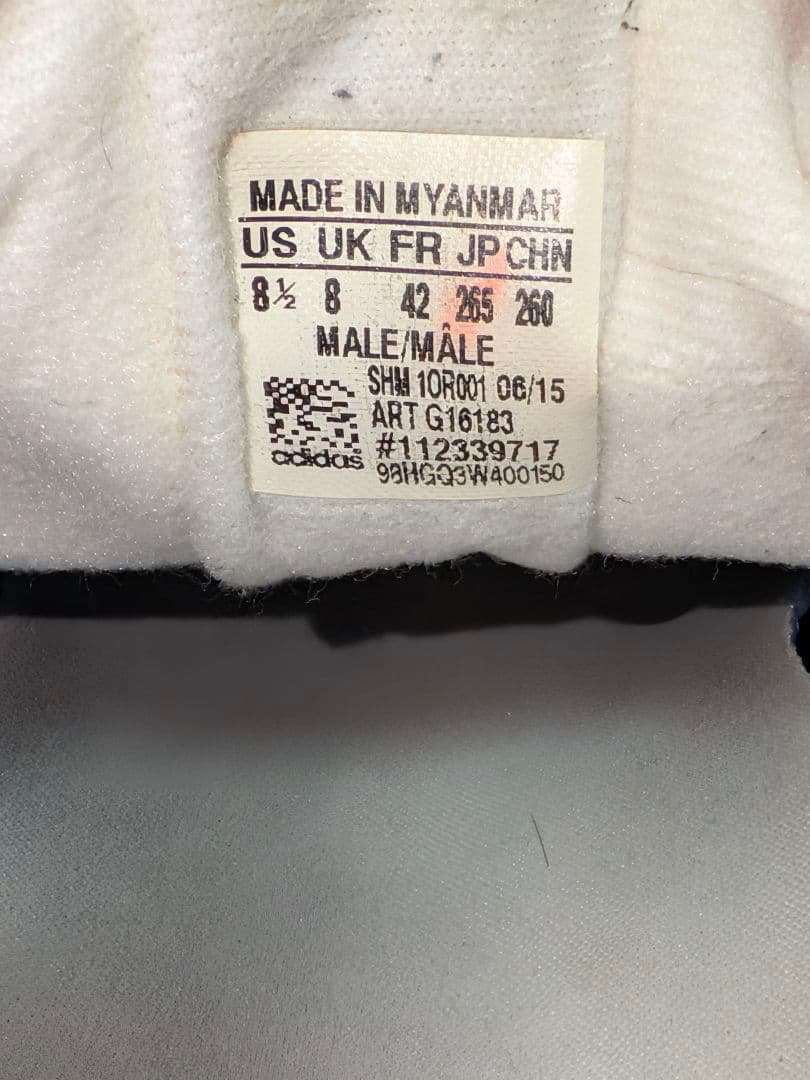 MADE IN MYANMAR
US UK FR JP CHN
8½ 8 42 265 260
MALE/MÂLE
SHM 10R001 06/15
ART G16183
#112339717
adidas 98HGQ3W400150